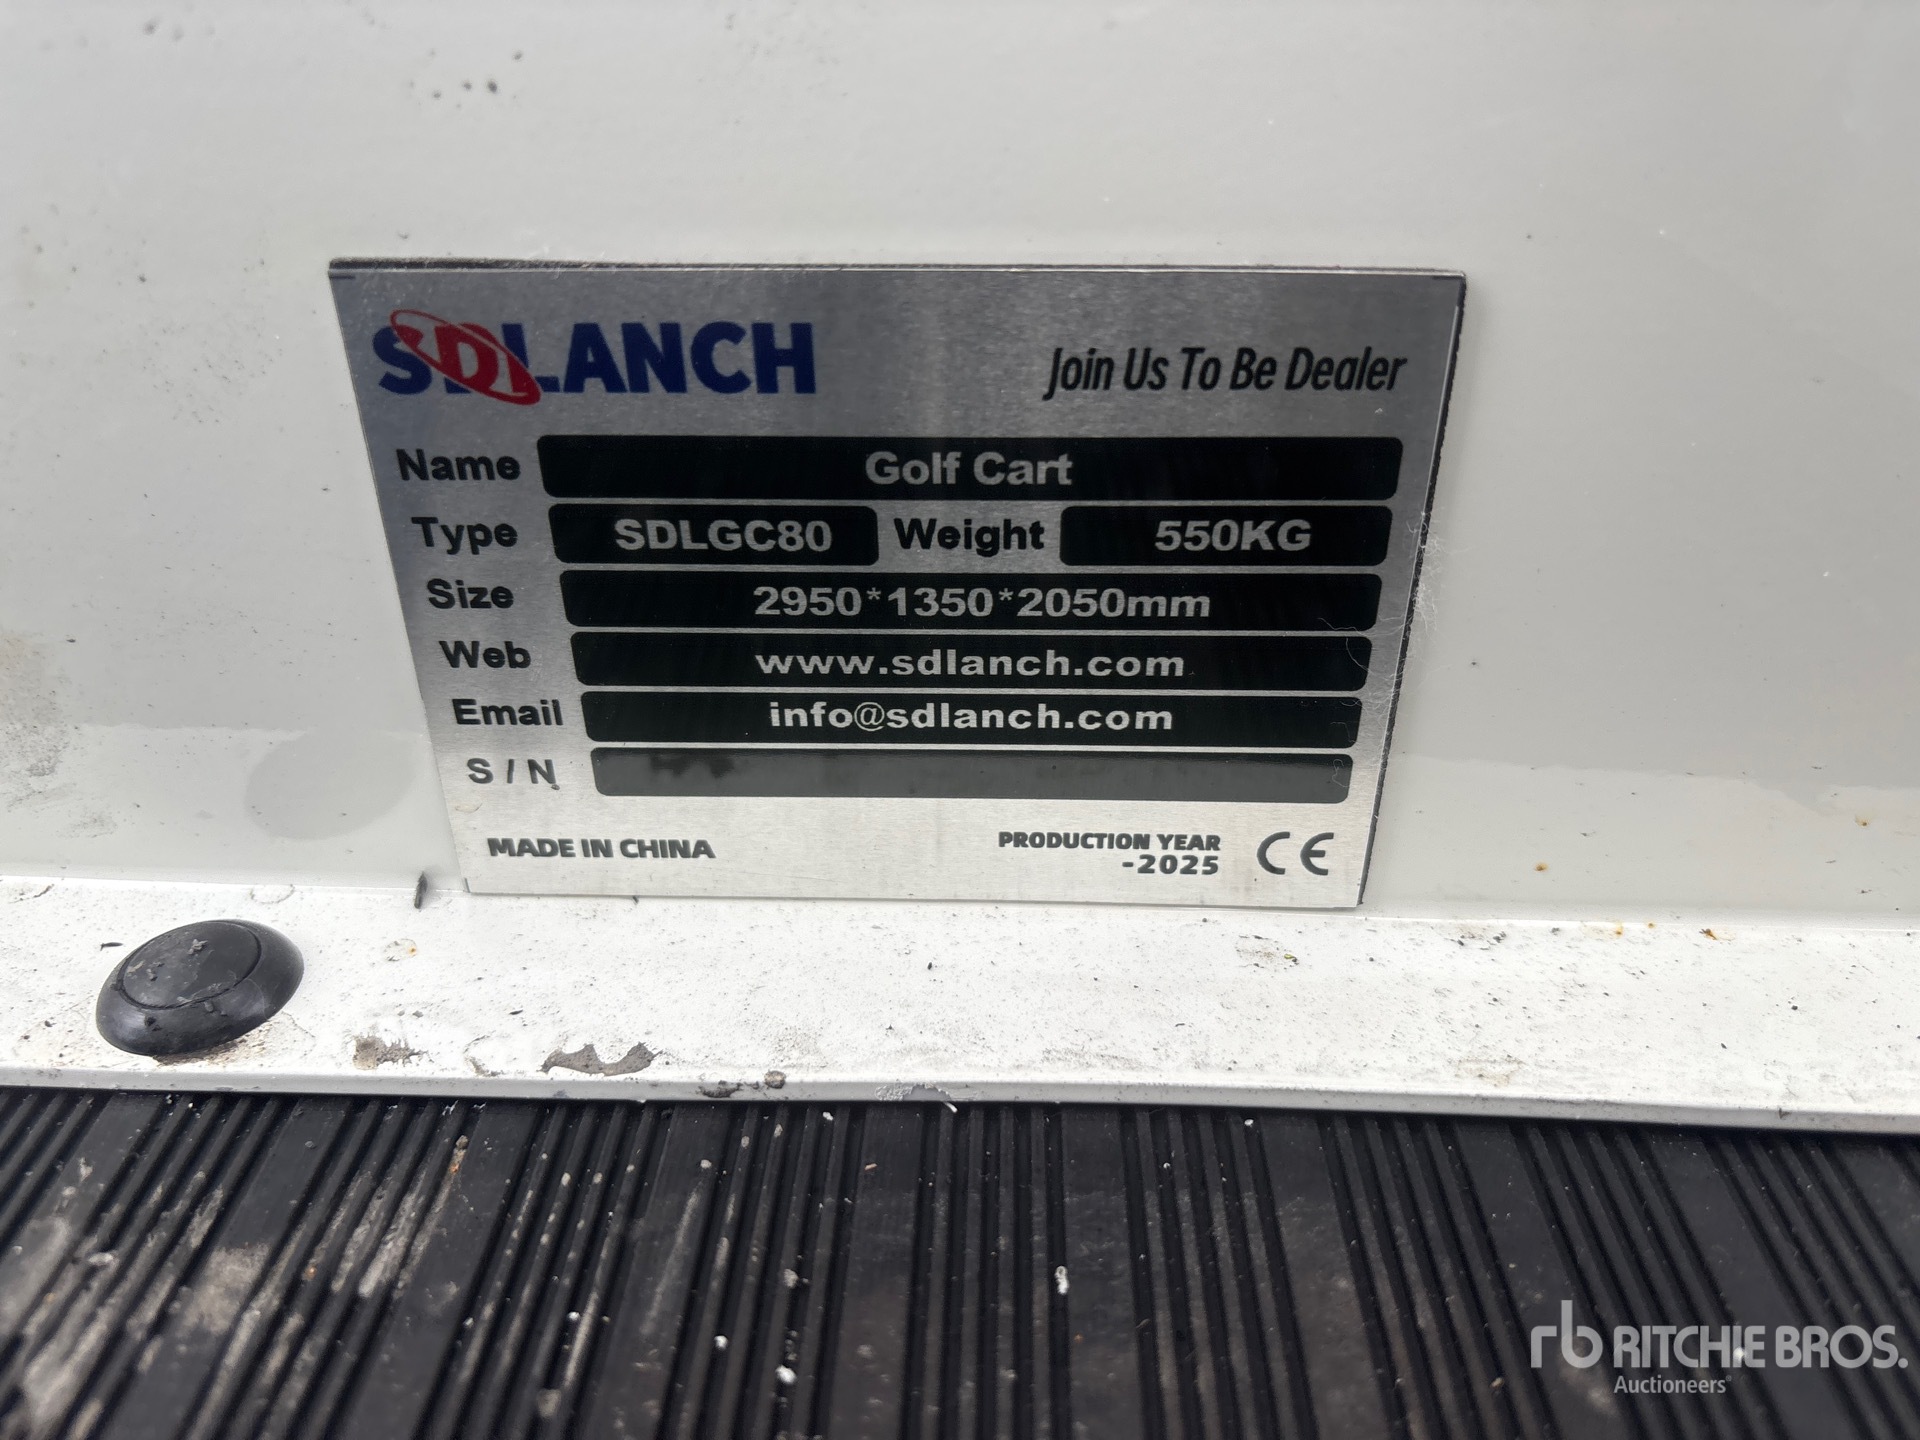 SDLANCH
Join Us To Be Dealer
Name Golf Cart
Type SDLGC80 Weight 550KG
Size 2950*1350*2050mm
Web www.sdlanch.com
Email info@sdlanch.com
S / N
MADE IN CHINA
PRODUCTION YEAR
-2025
CE
rb RITCHIE BROS.
Auctioneers